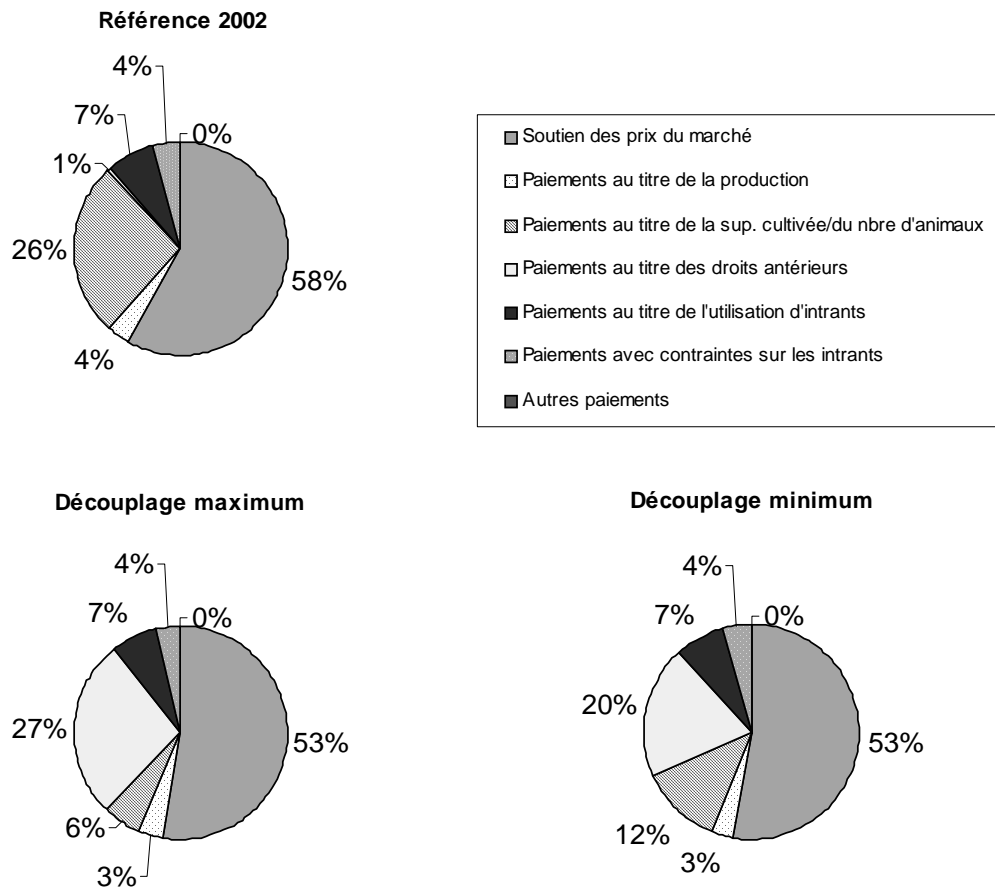 Référence 2002
4%
7%
0%
1%
26%
58%
4%
Soutien des prix du marché
Paiements au titre de la production
Paiements au titre de la sup. cultivée/du nbre d'animaux
Paiements au titre des droits antérieurs
Paiements au titre de l'utilisation d'intrants
Paiements avec contraintes sur les intrants
Autres paiements
Découplage maximum
4%
7%
0%
27%
53%
6%
3%
Découplage minimum
4%
7%
0%
20%
53%
12%
3%